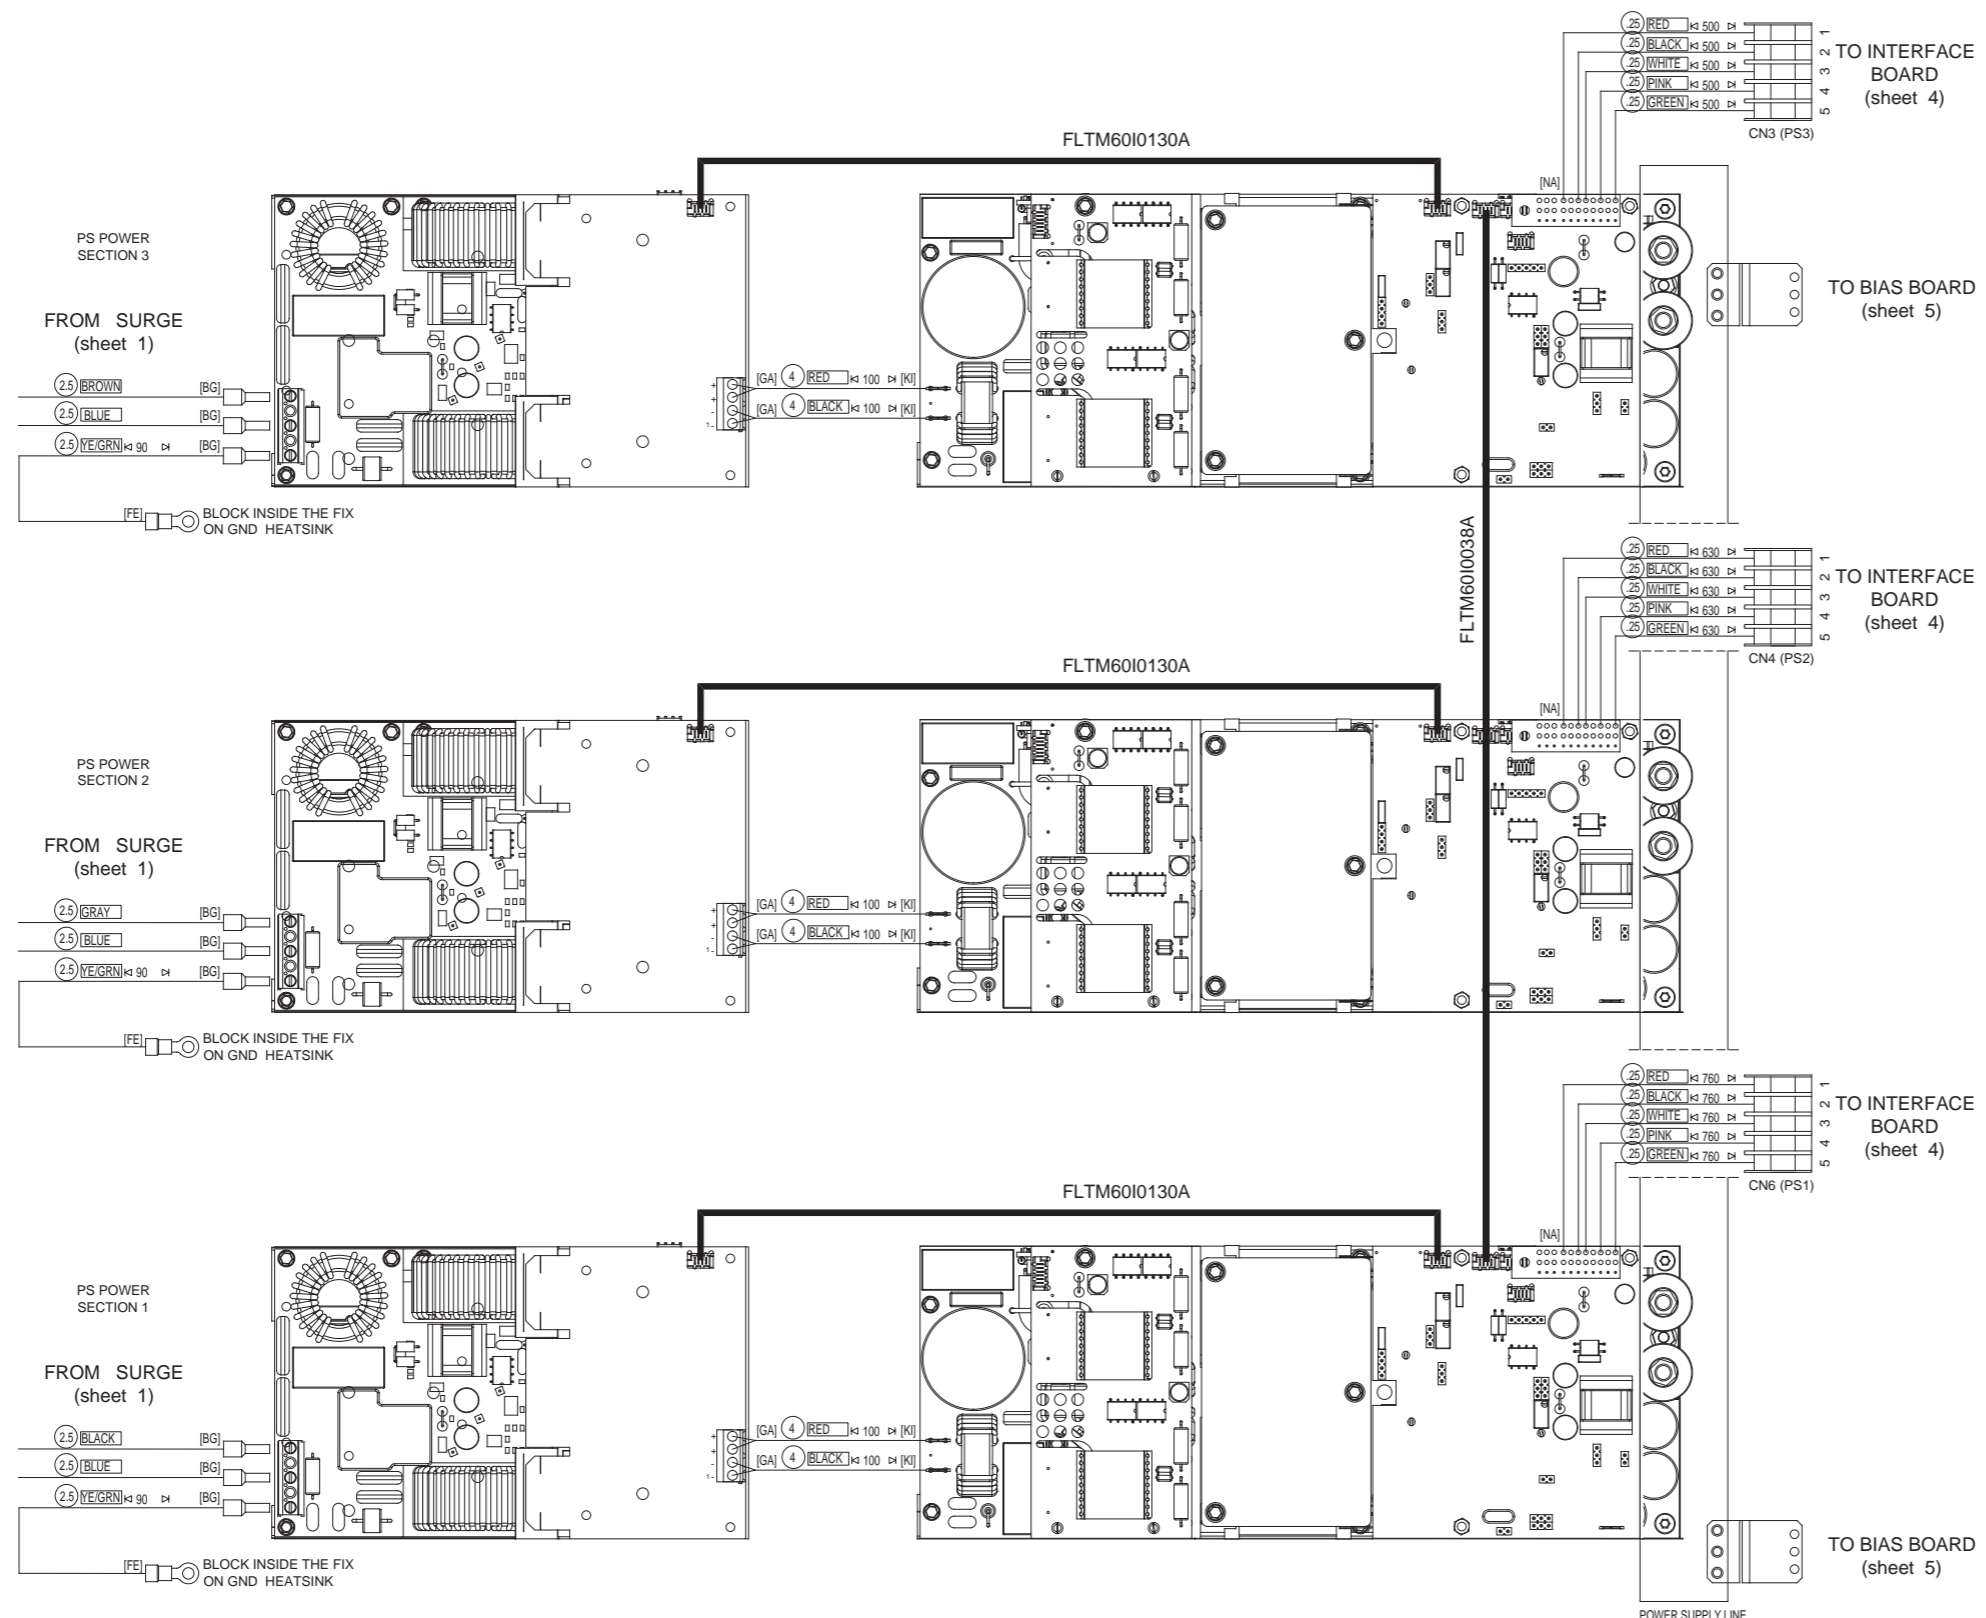 .25 RED 500
.25 BLACK 500
.25 WHITE 500
.25 PINK 500
.25 GREEN 500
1
2
3
4
5
TO INTERFACE
BOARD
(sheet 4)
CN3 (PS3)
FLTM60I0130A
[NA]
PS POWER
SECTION 3
FROM SURGE
(sheet 1)
2.5 BROWN [BG]
2.5 BLUE [BG]
2.5 YE/GRN 90 [BG]
[FE] BLOCK INSIDE THE FIX
ON GND HEATSINK
+
+
-
1 -
[GA] 4 RED 100 [KI]
[GA] 4 BLACK 100 [KI]
TO BIAS BOARD
(sheet 5)
FLTM60I0038A
.25 RED 630
.25 BLACK 630
.25 WHITE 630
.25 PINK 630
.25 GREEN 630
1
2
3
4
5
TO INTERFACE
BOARD
(sheet 4)
CN4 (PS2)
FLTM60I0130A
[NA]
PS POWER
SECTION 2
FROM SURGE
(sheet 1)
2.5 GRAY [BG]
2.5 BLUE [BG]
2.5 YE/GRN 90 [BG]
[FE] BLOCK INSIDE THE FIX
ON GND HEATSINK
+
+
-
1 -
[GA] 4 RED 100 [KI]
[GA] 4 BLACK 100 [KI]
.25 RED 760
.25 BLACK 760
.25 WHITE 760
.25 PINK 760
.25 GREEN 760
1
2
3
4
5
TO INTERFACE
BOARD
(sheet 4)
CN6 (PS1)
FLTM60I0130A
[NA]
PS POWER
SECTION 1
FROM SURGE
(sheet 1)
2.5 BLACK [BG]
2.5 BLUE [BG]
2.5 YE/GRN 90 [BG]
[FE] BLOCK INSIDE THE FIX
ON GND HEATSINK
+
+
-
1 -
[GA] 4 RED 100 [KI]
[GA] 4 BLACK 100 [KI]
TO BIAS BOARD
(sheet 5)
POWER SUPPLY LINE